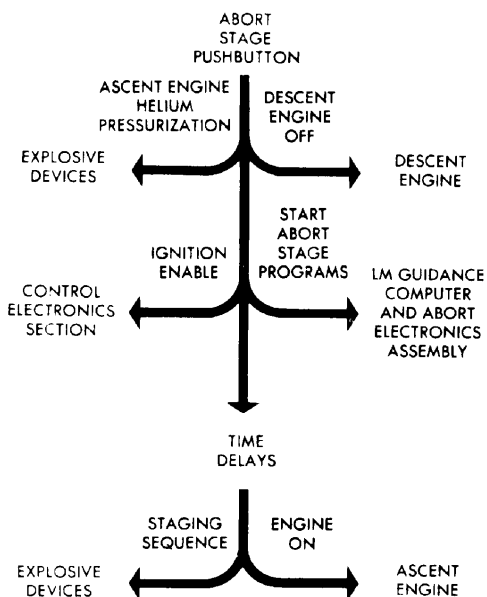 ABORT
STAGE
PUSHBUTTON
ASCENT ENGINE
HELIUM
PRESSURIZATION
DESCENT
ENGINE
OFF
EXPLOSIVE
DEVICES
DESCENT
ENGINE
IGNITION
ENABLE
START
ABORT
STAGE
PROGRAMS
CONTROL
ELECTRONICS
SECTION
LM GUIDANCE
COMPUTER
AND ABORT
ELECTRONICS
ASSEMBLY
TIME
DELAYS
STAGING
SEQUENCE
ENGINE
ON
EXPLOSIVE
DEVICES
ASCENT
ENGINE